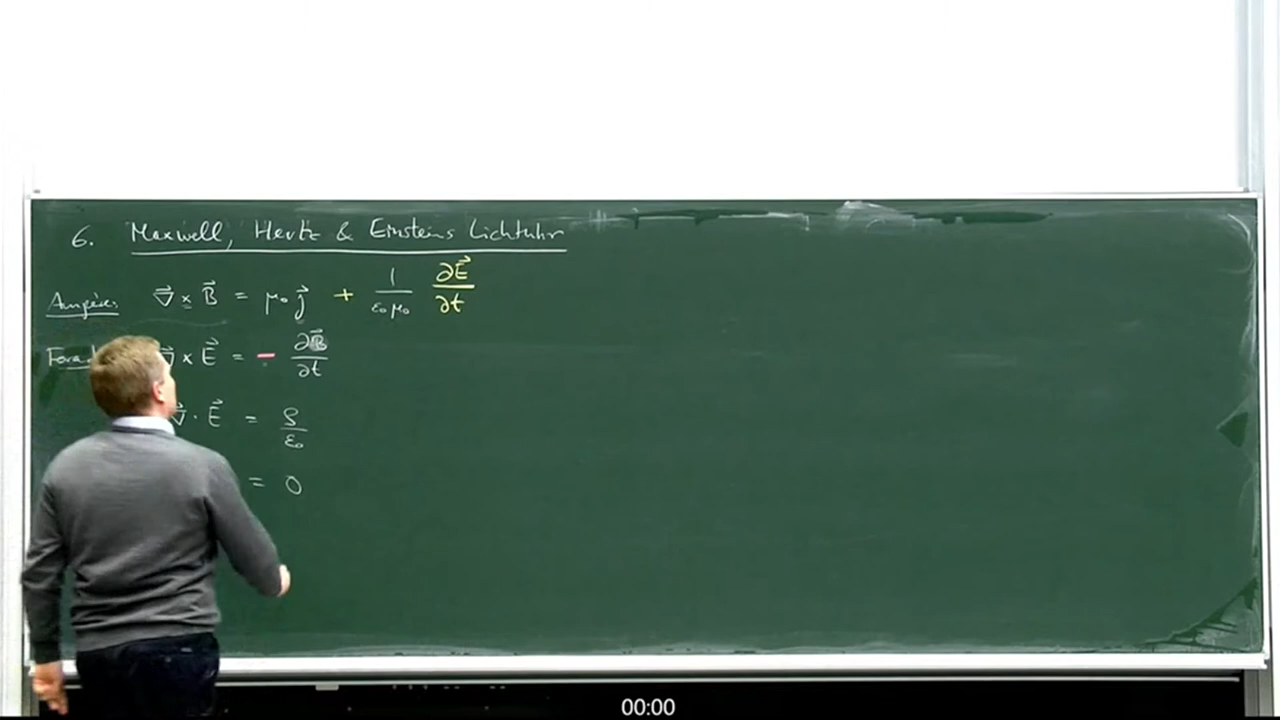 6. Maxwell, Hertz & Einsteins Lichtuhr
Ampère: ∇⃗ × B⃗ = μ₀ j⃗ + 1/(ε₀μ₀) ∂E⃗/∂t
∇⃗ × E⃗ = − ∂B⃗/∂t
∇⃗ · E⃗ = ρ/ε₀
= 0
00:00